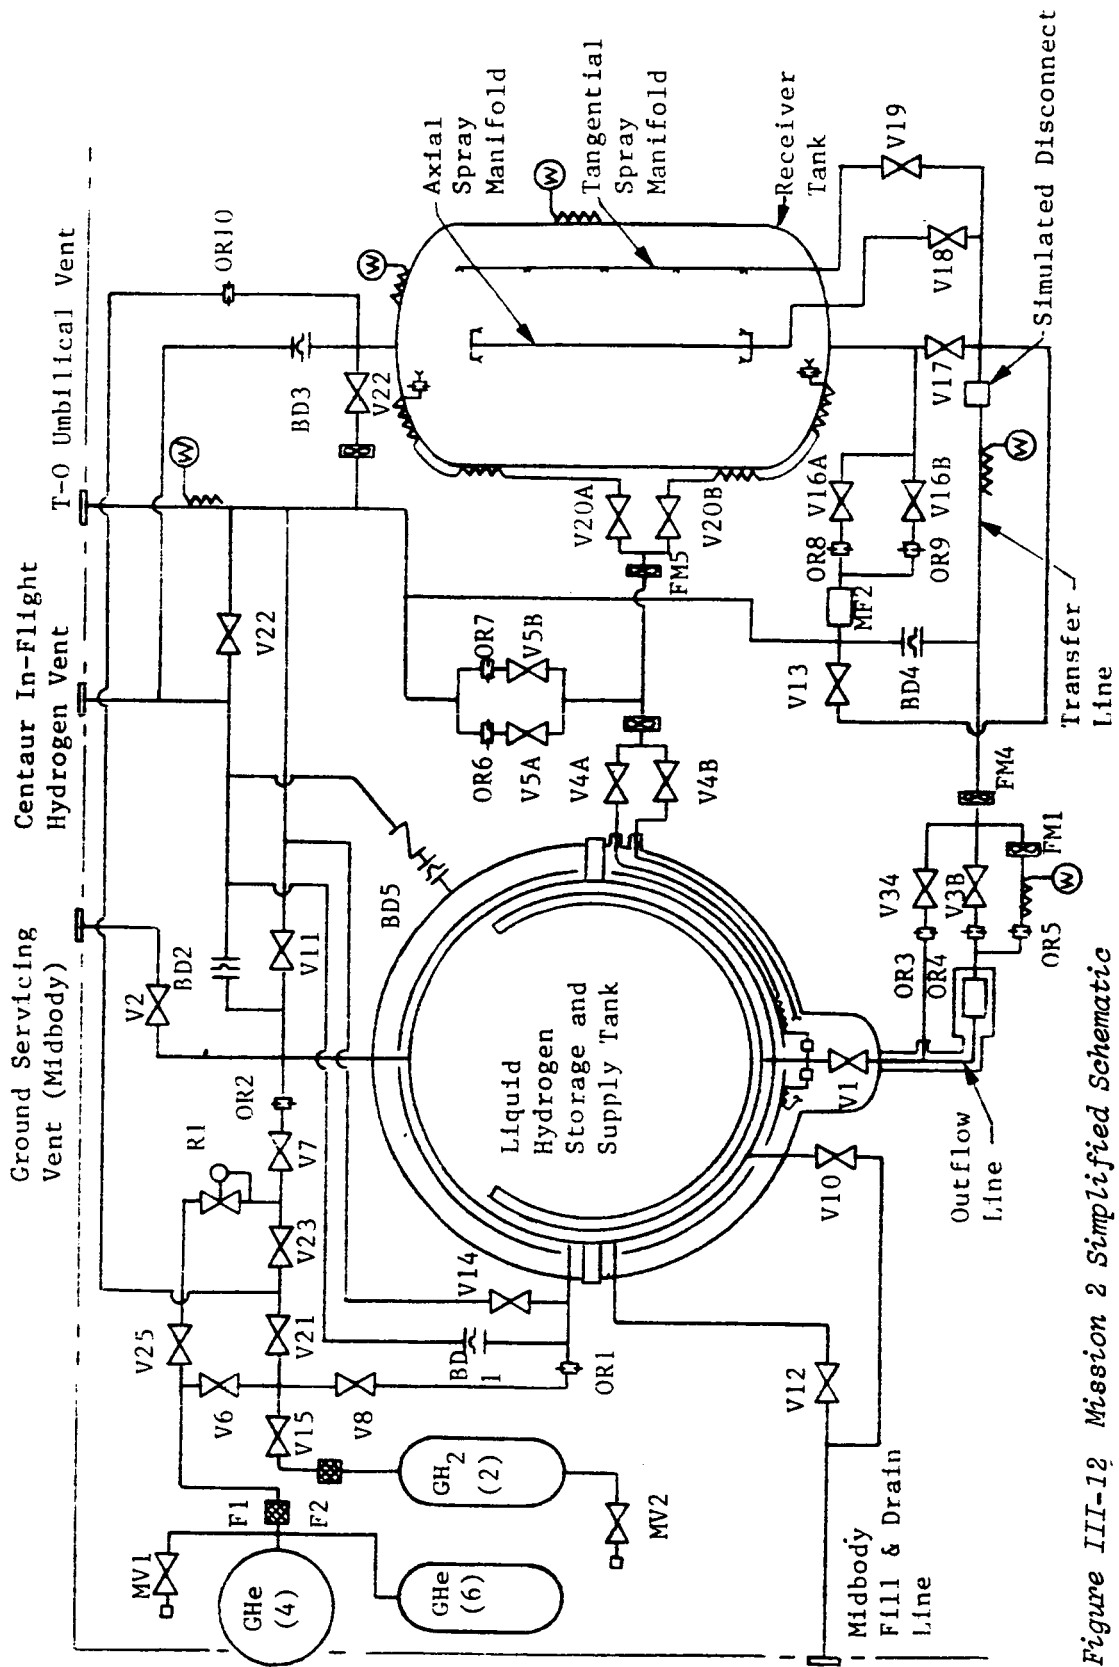 Ground Servicing
Vent (Midbody)
Centaur In-Flight
Hydrogen Vent
T-O Umbilical Vent
OR10
V2
BD2
V22
BD3
V22
W
W
W
Axial
Spray
Manifold
Tangential
Spray
Manifold
Receiver
Tank
R1
OR2
V7
V11
V23
V25
V21
V6
V15
V8
V14
BD
1
OR1
BD5
OR7
V5B
OR6
V5A
V4A
V4B
V20A
V20B
FM5
F1
F2
MV1
GHe
(4)
GHe
(6)
GH2
(2)
MV2
Liquid
Hydrogen
Storage and
Supply Tank
V16A
V16B
OR8
OR9
MF2
V13
BD4
V17
V18
V19
W
Simulated Disconnect
Transfer
Line
V12
V10
V1
Midbody
Fill & Drain
Line
Outflow
Line
OR3
OR4
OR5
V34
V3B
FM1
FM4
W
Figure III-12 Mission 2 Simplified Schematic